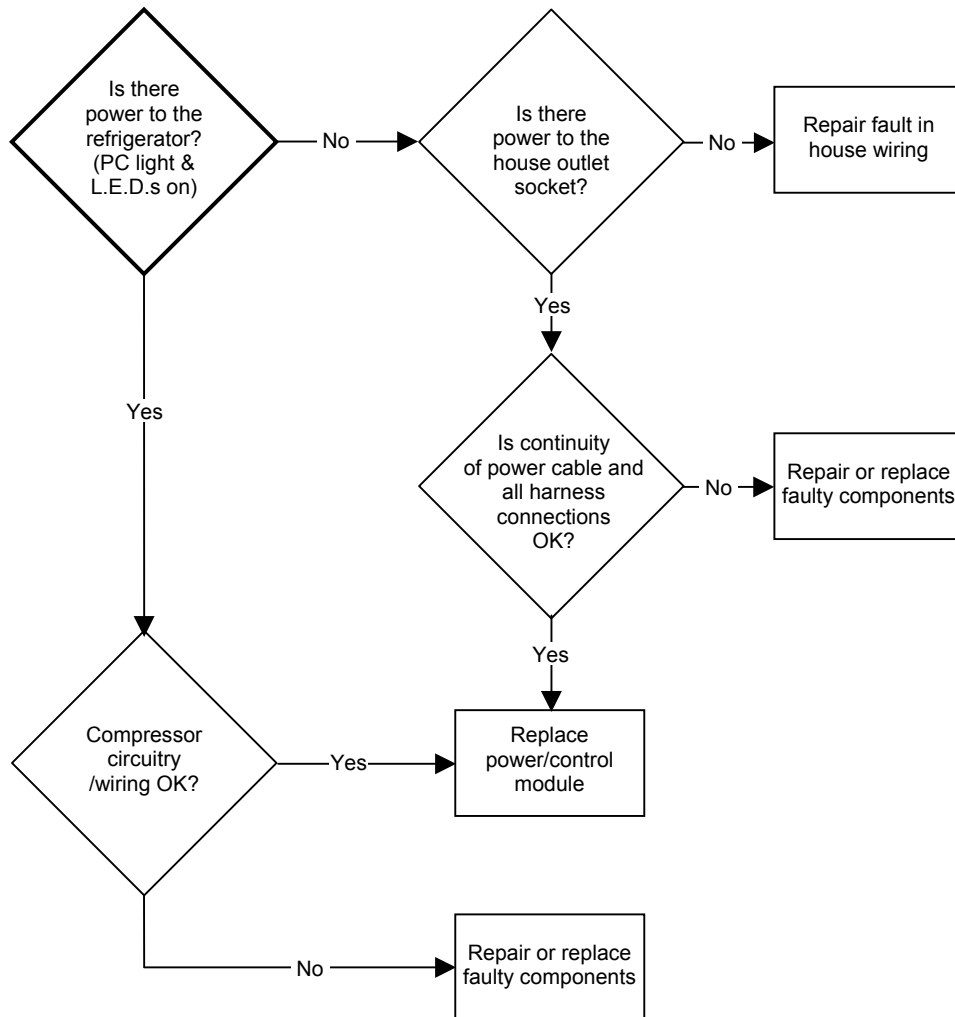 Is there
power to the
refrigerator?
(PC light &
L.E.D.s on)
No
Is there
power to the
house outlet
socket?
No
Repair fault in
house wiring
Yes
Yes
Is continuity
of power cable and
all harness
connections
OK?
No
Repair or replace
faulty components
Yes
Compressor
circuitry
/wiring OK?
Yes
Replace
power/control
module
No
Repair or replace
faulty components